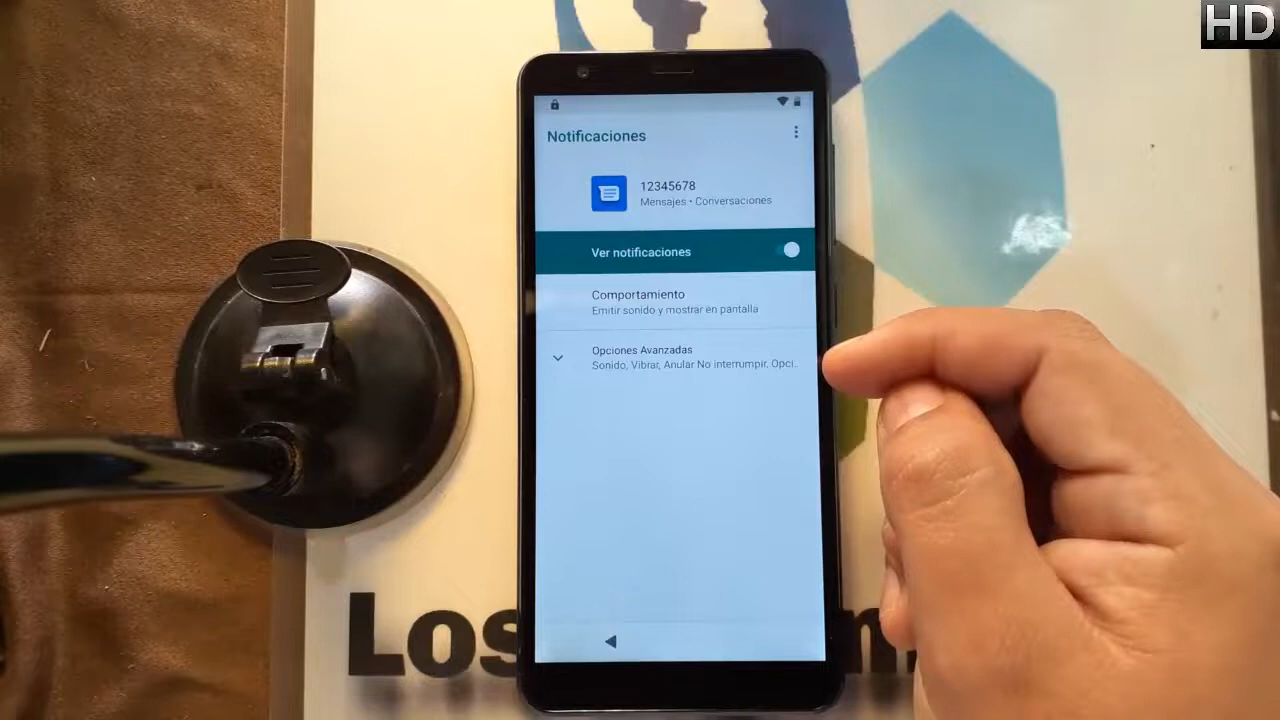 HD
Notificaciones
12345678
Mensajes • Conversaciones
Ver notificaciones
Comportamiento
Emitir sonido y mostrar en pantalla
Opciones Avanzadas
Sonido, Vibrar, Anular No interrumpir. Opci.
Los